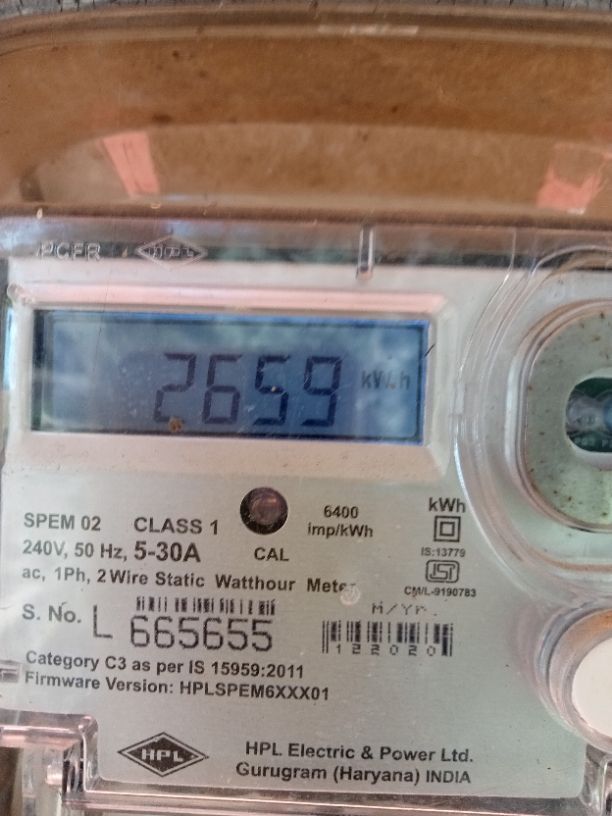 HPL
2659 kWh
SPEM 02 CLASS 1
6400
imp/kWh
kWh
240V, 50 Hz, 5-30A
CAL
IS:13779
ac, 1Ph, 2 Wire Static Watthour Meter
CM/L-9190783
M/Yr.
S. No. L 665655
122020
Category C3 as per IS 15959:2011
Firmware Version: HPLSPEM6XXX01
HPL
HPL Electric & Power Ltd.
Gurugram (Haryana) INDIA